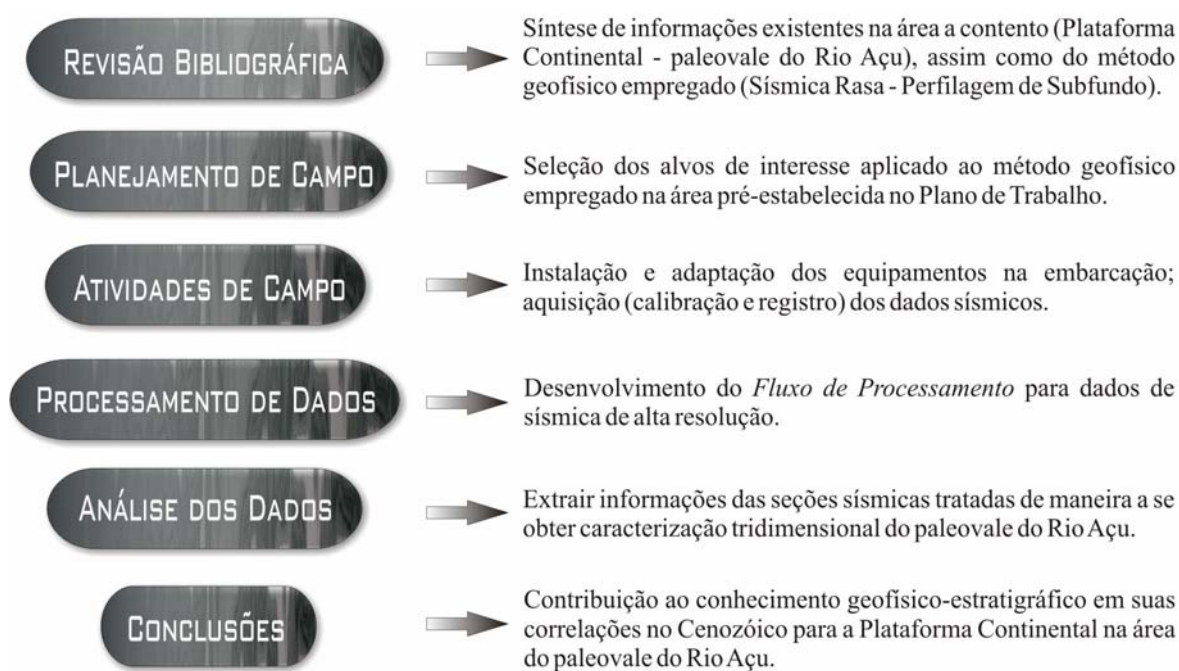 REVISÃO BIBLIOGRÁFICA
Síntese de informações existentes na área a contento (Plataforma
Continental - paleovale do Rio Açu), assim como do método
geofísico empregado (Sísmica Rasa - Perfilagem de Subfundo).
PLANEJAMENTO DE CAMPO
Seleção dos alvos de interesse aplicado ao método geofísico
empregado na área pré-estabelecida no Plano de Trabalho.
ATIVIDADES DE CAMPO
Instalação e adaptação dos equipamentos na embarcação;
aquisição (calibração e registro) dos dados sísmicos.
PROCESSAMENTO DE DADOS
Desenvolvimento do Fluxo de Processamento para dados de
sísmica de alta resolução.
ANÁLISE DOS DADOS
Extrair informações das seções sísmicas tratadas de maneira a se
obter caracterização tridimensional do paleovale do Rio Açu.
CONCLUSÕES
Contribuição ao conhecimento geofísico-estratigráfico em suas
correlações no Cenozóico para a Plataforma Continental na área
do paleovale do Rio Açu.